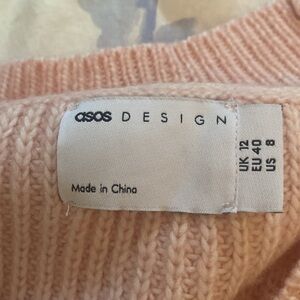 asos DESIGN
Made in China
UK 12
EU 40
US 8